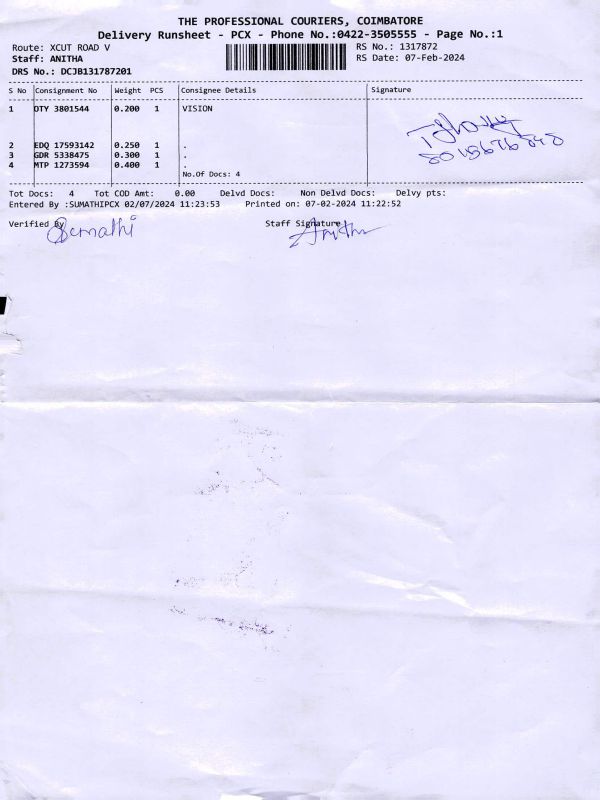 THE PROFESSIONAL COURIERS, COIMBATORE
Delivery Runsheet - PCX - Phone No.:0422-3505555 - Page No.:1
Route: XCUT ROAD V RS No.: 1317872
Staff: ANITHA RS Date: 07-Feb-2024
DRS No.: DCJB131787201
S No Consignment No Weight PCS Consignee Details Signature
1 OTY 3801544 0.200 1 VISION
2 EDQ 17593142 0.250 1 .
3 GDR 5338475 0.300 1 .
4 MTP 1273594 0.400 1 .
No.Of Docs: 4
Tot Docs: 4 Tot COD Amt: 0.00 Delvd Docs: Non Delvd Docs: Delvy pts:
Entered By :SUMATHIPCX 02/07/2024 11:23:53 Printed on: 07-02-2024 11:22:52
Verified By Staff Signature
Sumathi Anitha